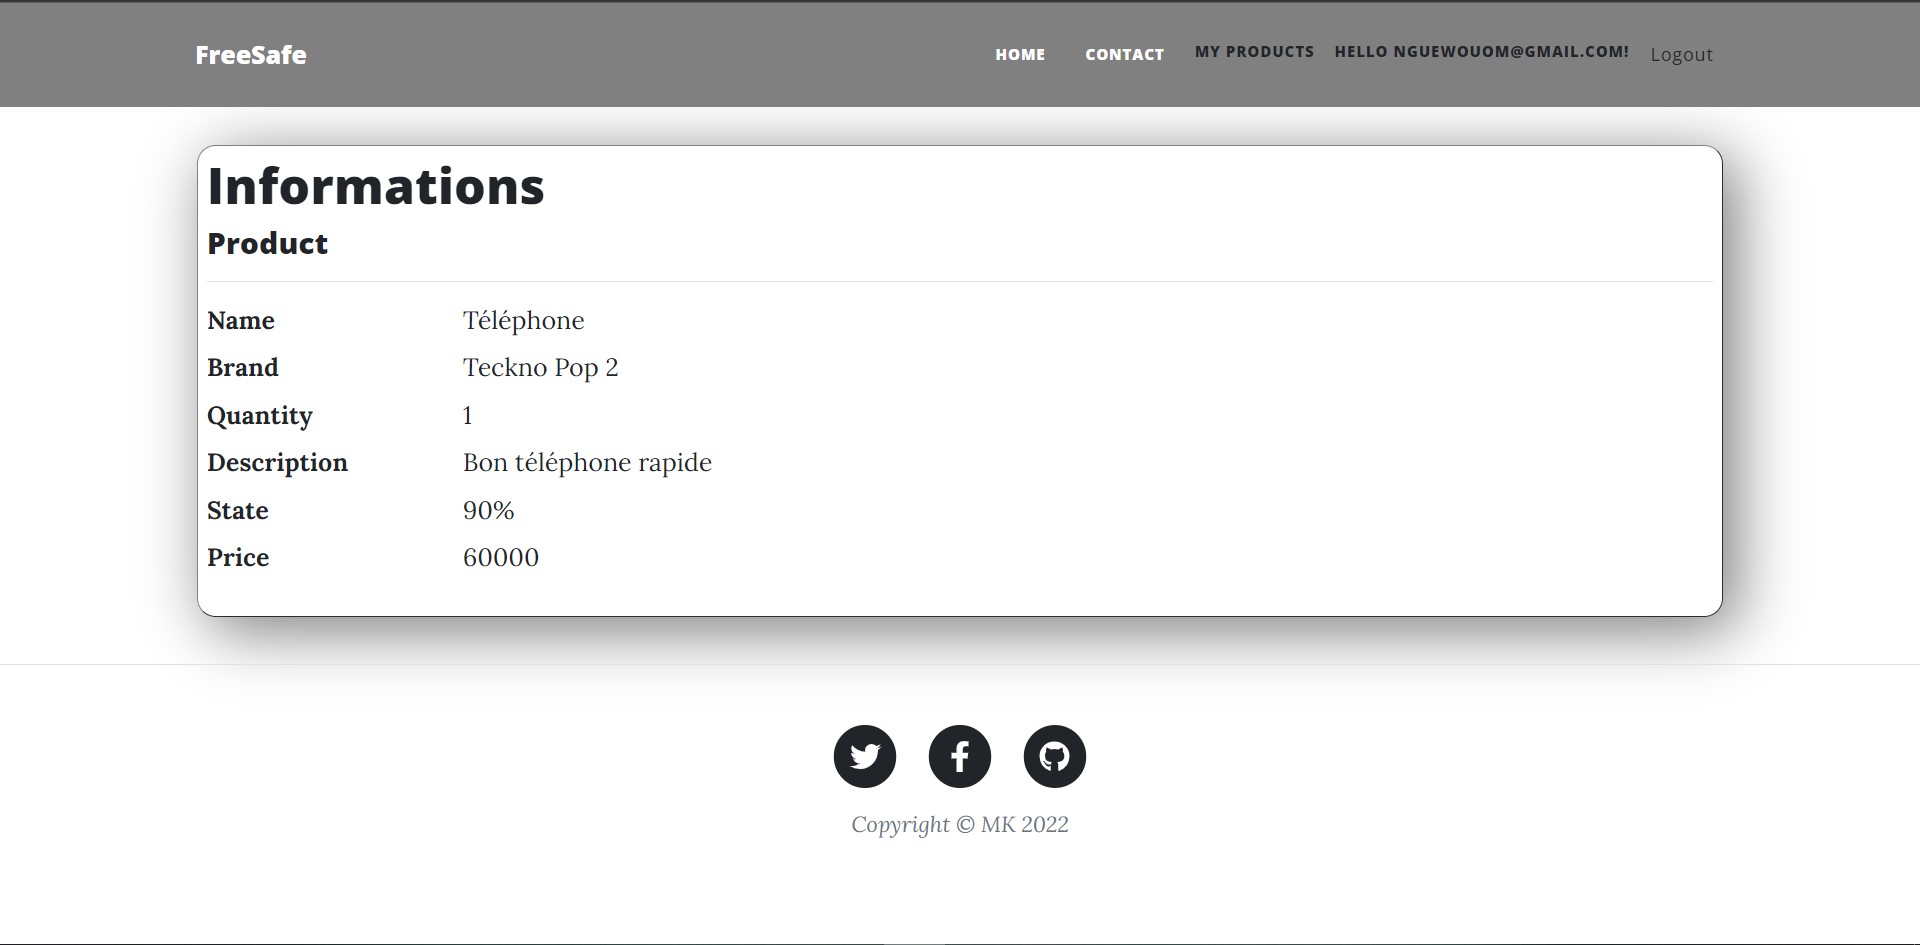 FreeSafe
HOME CONTACT MY PRODUCTS HELLO NGUEWOUOM@GMAIL.COM! Logout
Informations
Product
Name Téléphone
Brand Teckno Pop 2
Quantity 1
Description Bon téléphone rapide
State 90%
Price 60000
Copyright © MK 2022